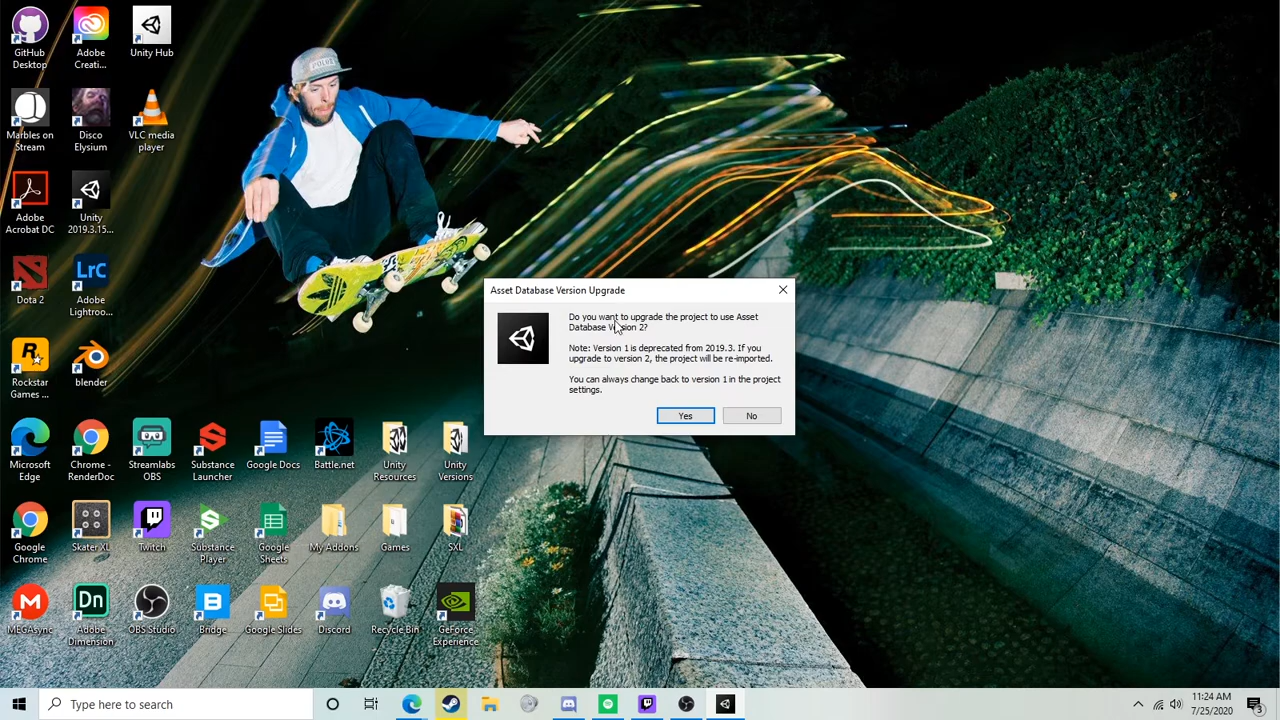 GitHub
Desktop
Adobe
Creati...
Unity Hub
Marbles on
Stream
Disco
Elysium
VLC media
player
Adobe
Acrobat DC
Unity
2019.3.15...
Dota 2
Lrc
Adobe
Lightroo...
Rockstar
Games ...
blender
Microsoft
Edge
Chrome -
RenderDoc
Streamlabs
OBS
Substance
Launcher
Google Docs
Battle.net
Unity
Resources
Unity
Versions
Google
Chrome
Skater XL
Twitch
Substance
Player
Google
Sheets
My Addons
Games
SXL
MEGAsync
Dn
Adobe
Dimension
OBS Studio
Bridge
Google Slides
Discord
Recycle Bin
GeForce
Experience
Asset Database Version Upgrade
Do you want to upgrade the project to use Asset
Database Version 2?
Note: Version 1 is deprecated from 2019.3. If you
upgrade to version 2, the project will be re-imported.
You can always change back to version 1 in the project
settings.
Yes
No
Type here to search
11:24 AM
7/25/2020
3